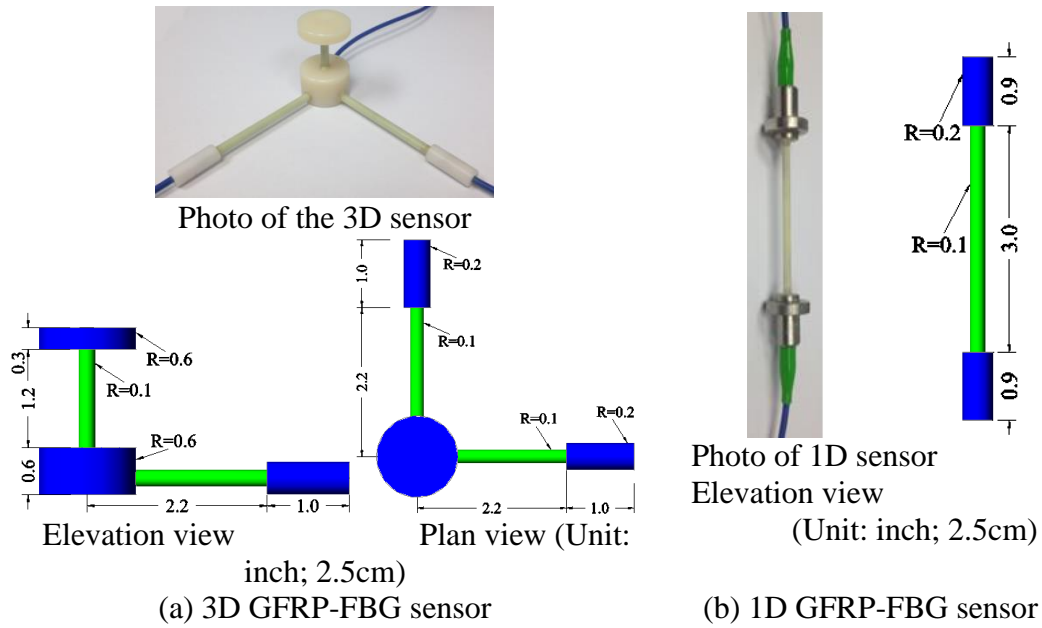 Photo of the 3D sensor
1.0
R=0.2
2.2
R=0.1
R=0.1
R=0.2
2.2
1.0
0.3
1.2
0.6
R=0.6
R=0.1
R=0.6
2.2
1.0
Elevation view
Plan view (Unit:
inch; 2.5cm)
(a) 3D GFRP-FBG sensor
R=0.2
0.9
R=0.1
3.0
0.9
Photo of 1D sensor
Elevation view
(Unit: inch; 2.5cm)
(b) 1D GFRP-FBG sensor